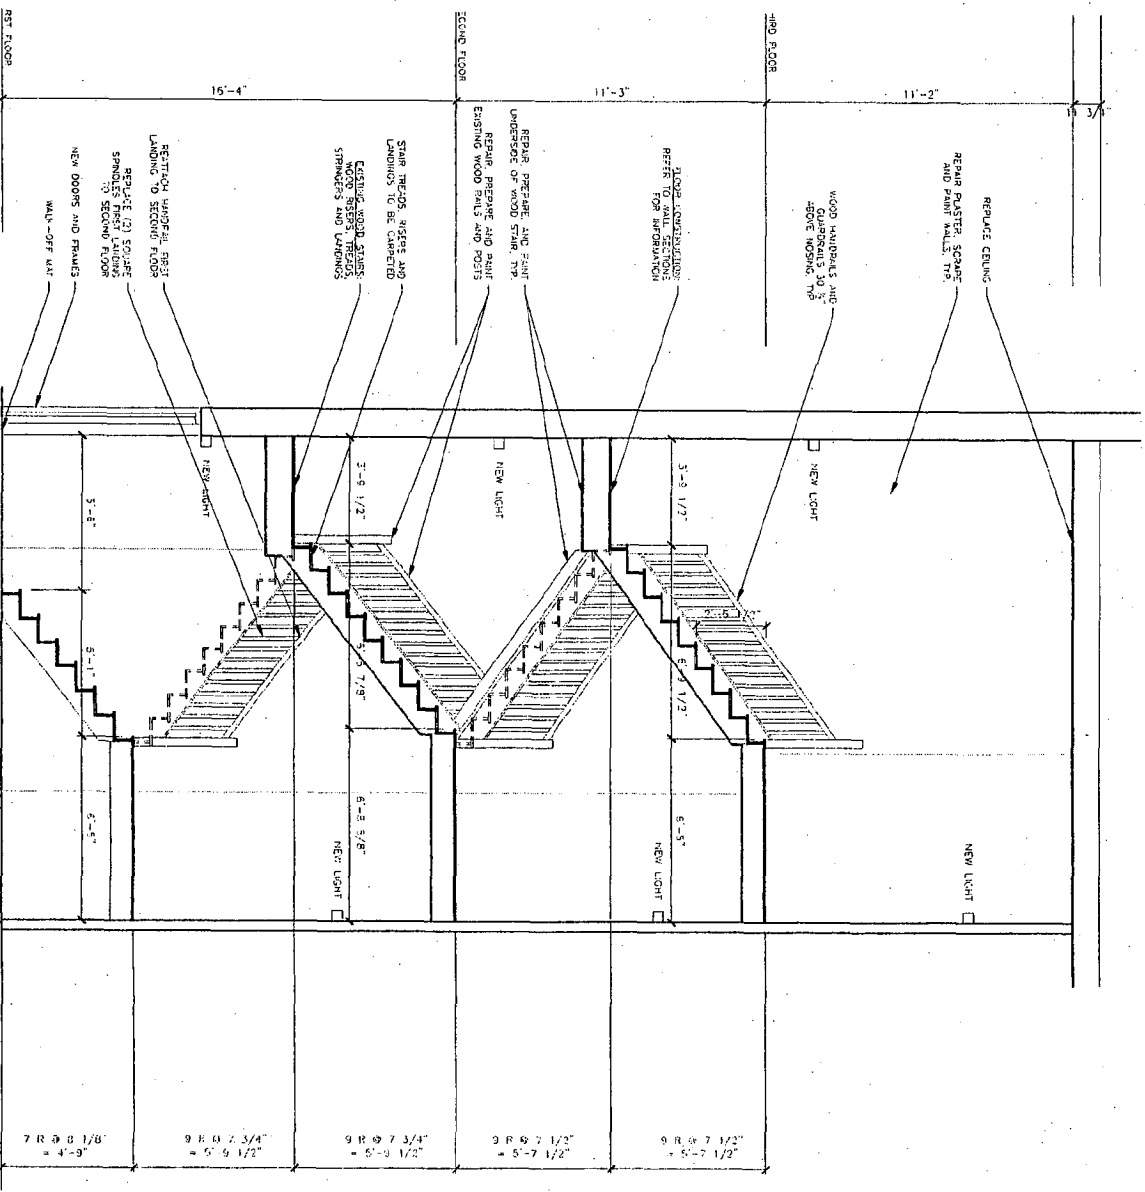 FLOOR
16'-4"
SECOND FLOOR
11'-3"
THIRD FLOOR
11'-2"
REPLACE CEILING
REPAIR PLASTER, SCRAPE
AND PAINT WALLS, TYP.
WOOD HANDRAILS AND
GUARDRAILS 30
ABOVE NOSING, TYP
FLOOR CONSTRUCTION:
REFER TO WALL SECTIONS
FOR INFORMATION
REPAIR, PREPARE, AND PAINT
UNDERSIDE OF WOOD STAIR, TYP.
REPAIR, PREPARE AND PAINT
EXISTING WOOD RAILS AND POSTS
STAIR TREADS, RISERS AND
LANDINGS TO BE CARPETED
EXISTING WOOD STAIRS:
WOOD RISERS, TREADS,
STRINGERS AND LANDINGS
REATTACH HANDRAIL FIRST
LANDING TO SECOND FLOOR
REPLACE (2) SQUARE
SPINDLES FIRST LANDING
TO SECOND FLOOR
NEW DOORS AND FRAMES
WALK-OFF MAT
NEW LIGHT
NEW LIGHT
NEW LIGHT
3'-9 1/2"
3'-9 1/2"
6'-9 1/2"
6'-8 5/8"
6'-5"
6'-5"
NEW LIGHT
NEW LIGHT
NEW LIGHT
7 R @ 8 1/8"
= 4'-9"
9 R @ 7 3/4"
= 5'-9 1/2"
9 R @ 7 3/4"
= 5'-9 1/2"
9 R @ 7 1/2"
= 5'-7 1/2"
9 R @ 7 1/2"
= 5'-7 1/2"